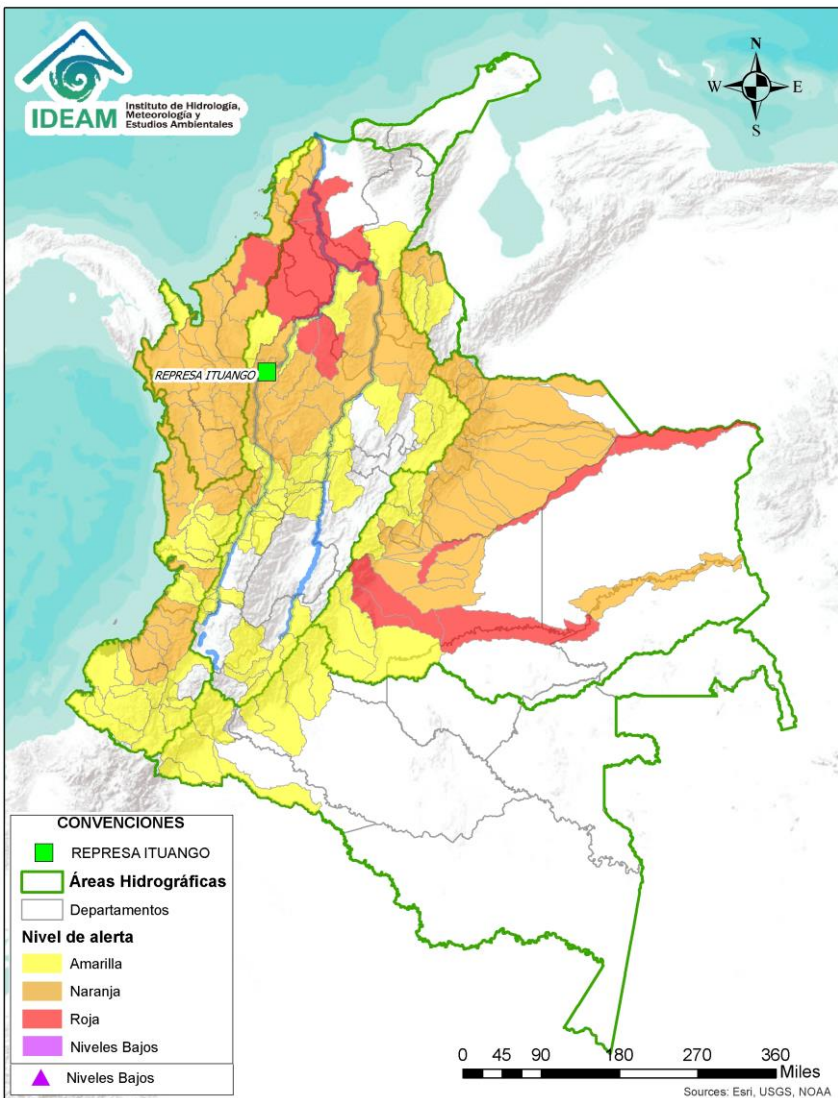 IDEAM
Instituto de Hidrología,
Meteorología y
Estudios Ambientales
N
W
E
S
REPRESA ITUANGO
CONVENCIONES
REPRESA ITUANGO
Áreas Hidrográficas
Departamentos
Nivel de alerta
Amarilla
Naranja
Roja
Niveles Bajos
Niveles Bajos
0 45 90 180 270 360
Miles
Sources: Esri, USGS, NOAA